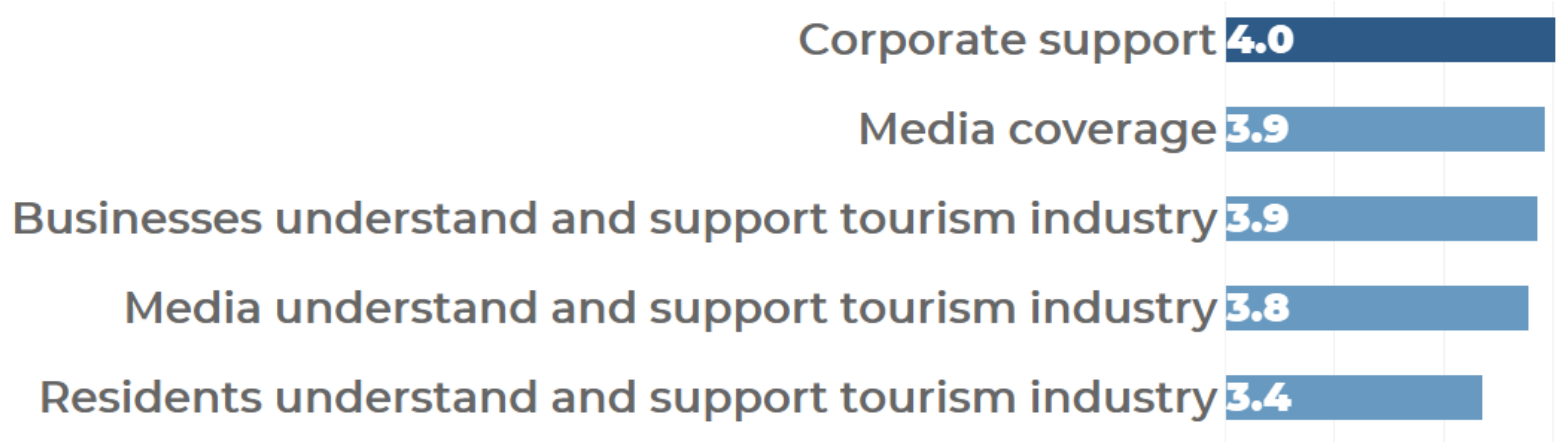 Corporate support 4.0
Media coverage 3.9
Businesses understand and support tourism industry 3.9
Media understand and support tourism industry 3.8
Residents understand and support tourism industry 3.4